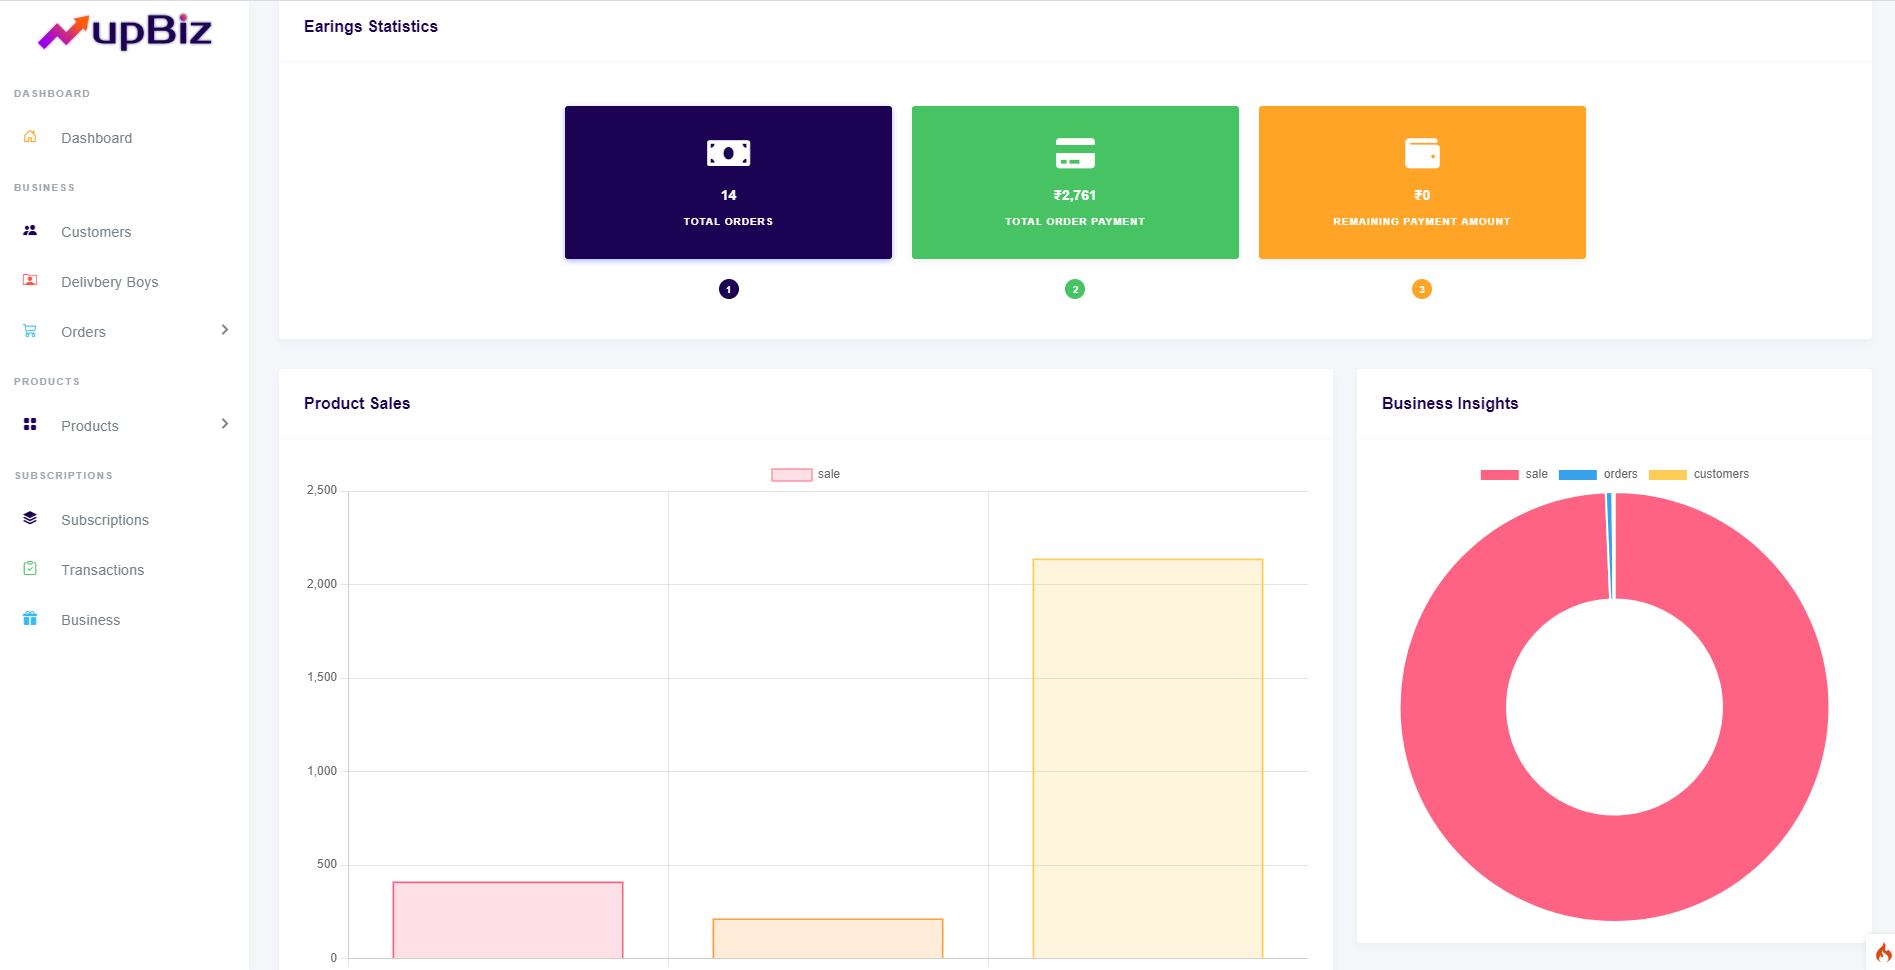 upBiz
DASHBOARD
Dashboard
BUSINESS
Customers
Delivbery Boys
Orders
PRODUCTS
Products
SUBSCRIPTIONS
Subscriptions
Transactions
Business
Earings Statistics
14
TOTAL ORDERS
₹2,761
TOTAL ORDER PAYMENT
₹0
REMAINING PAYMENT AMOUNT
1
2
3
Product Sales
sale
2,500
2,000
1,500
1,000
500
0
Business Insights
sale orders customers